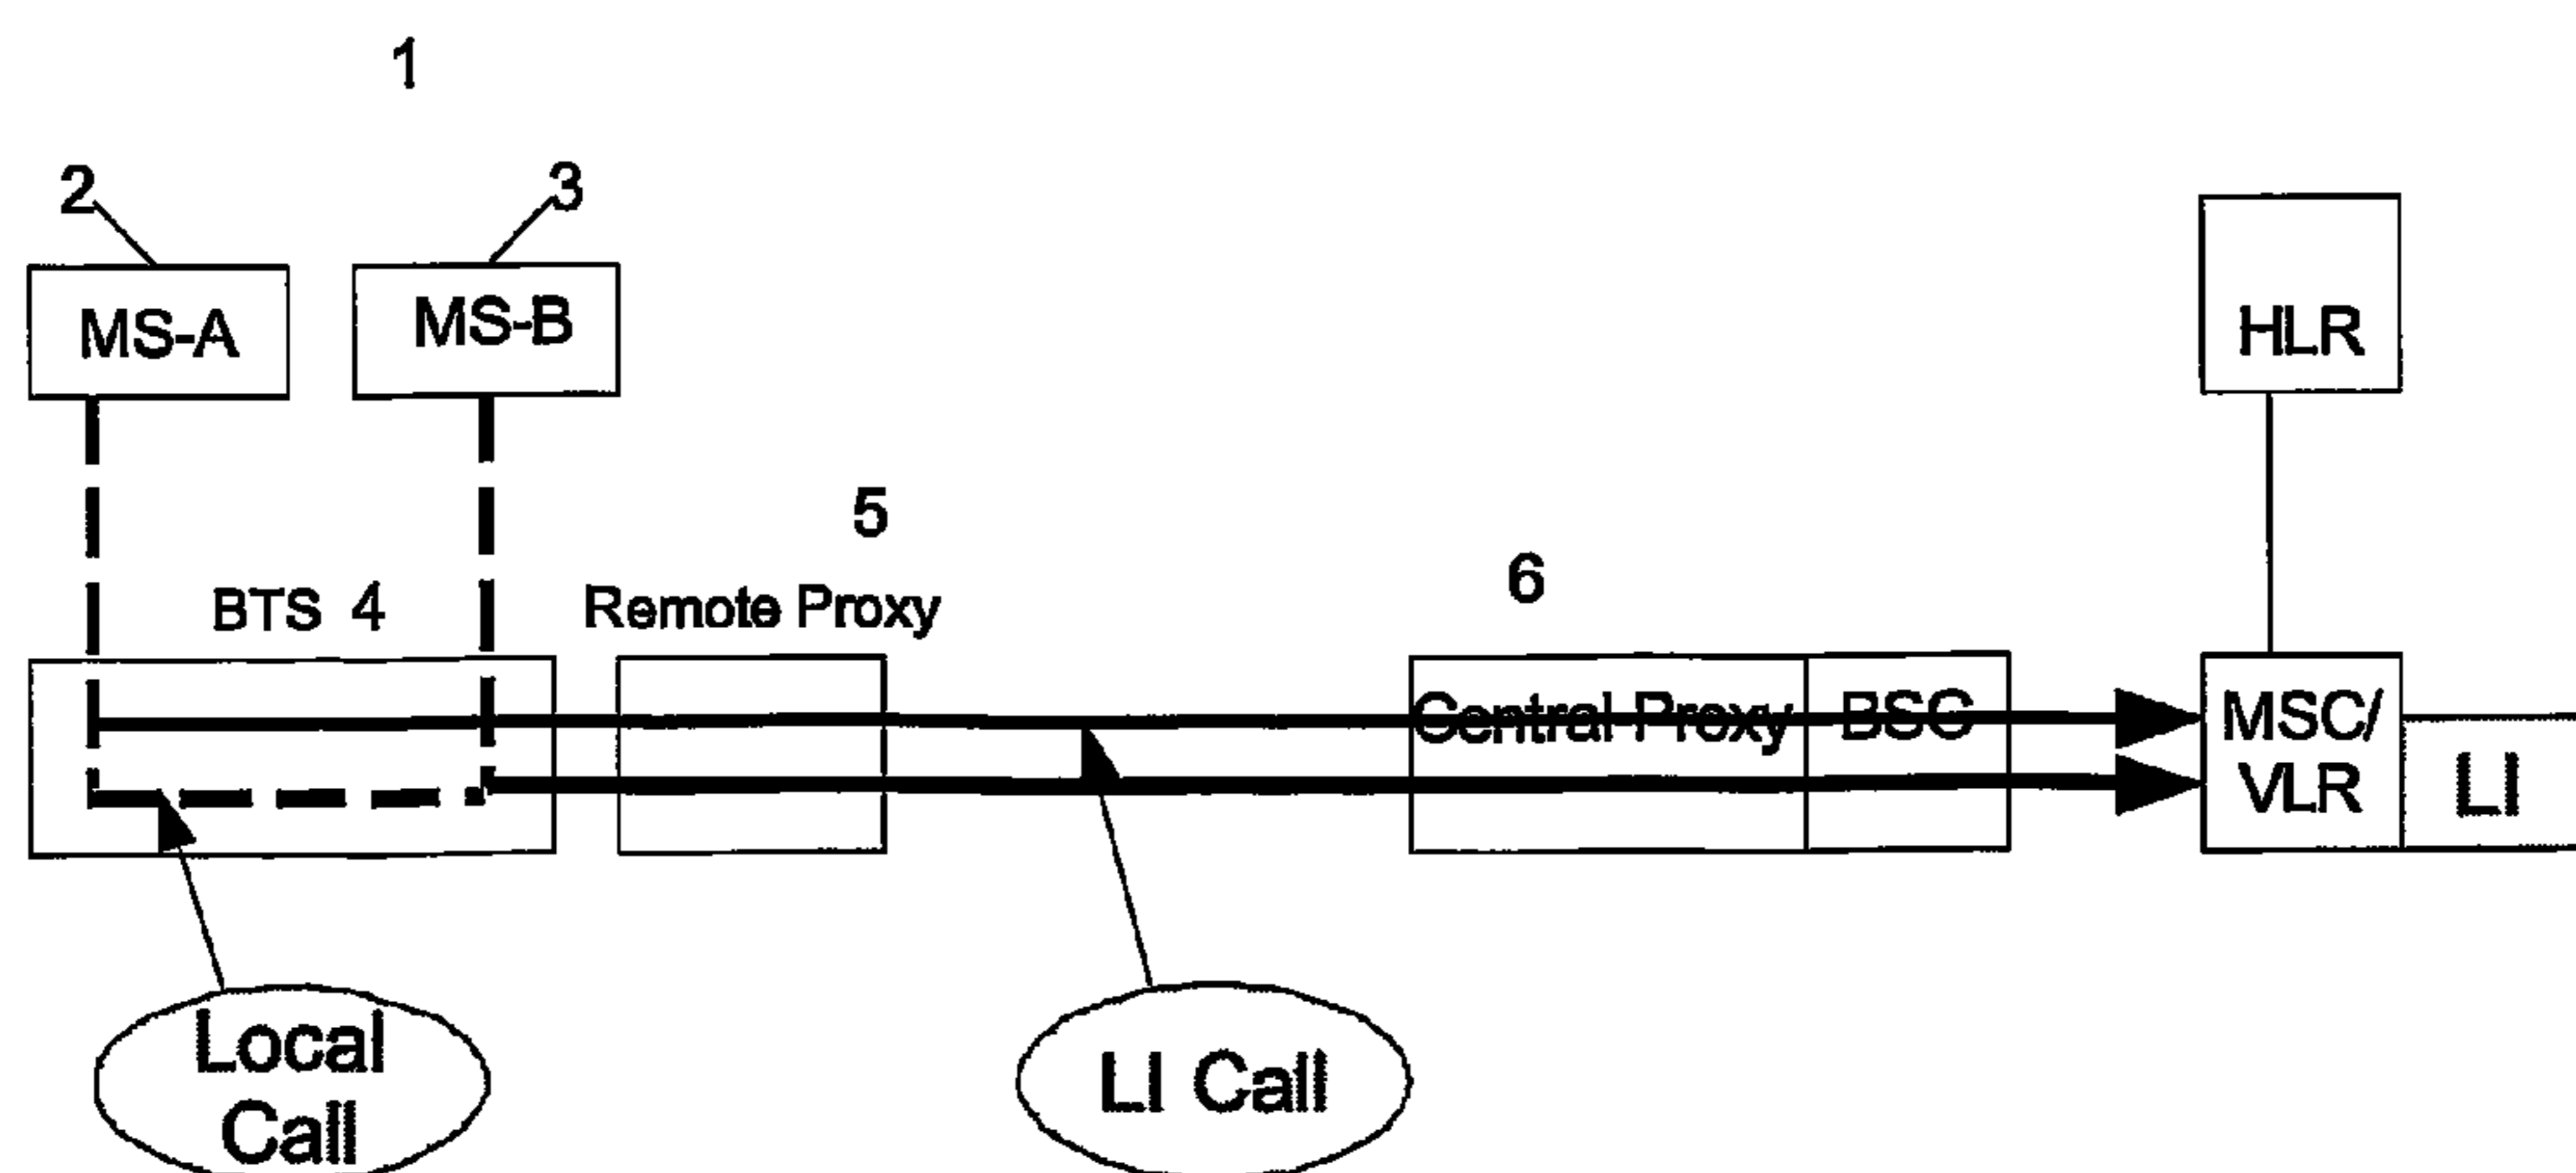 1
2
3
MS-A
MS-B
HLR
5
6
BTS 4
Remote Proxy
Central Proxy
BSC
MSC/
VLR
LI
Local
Call
LI Call